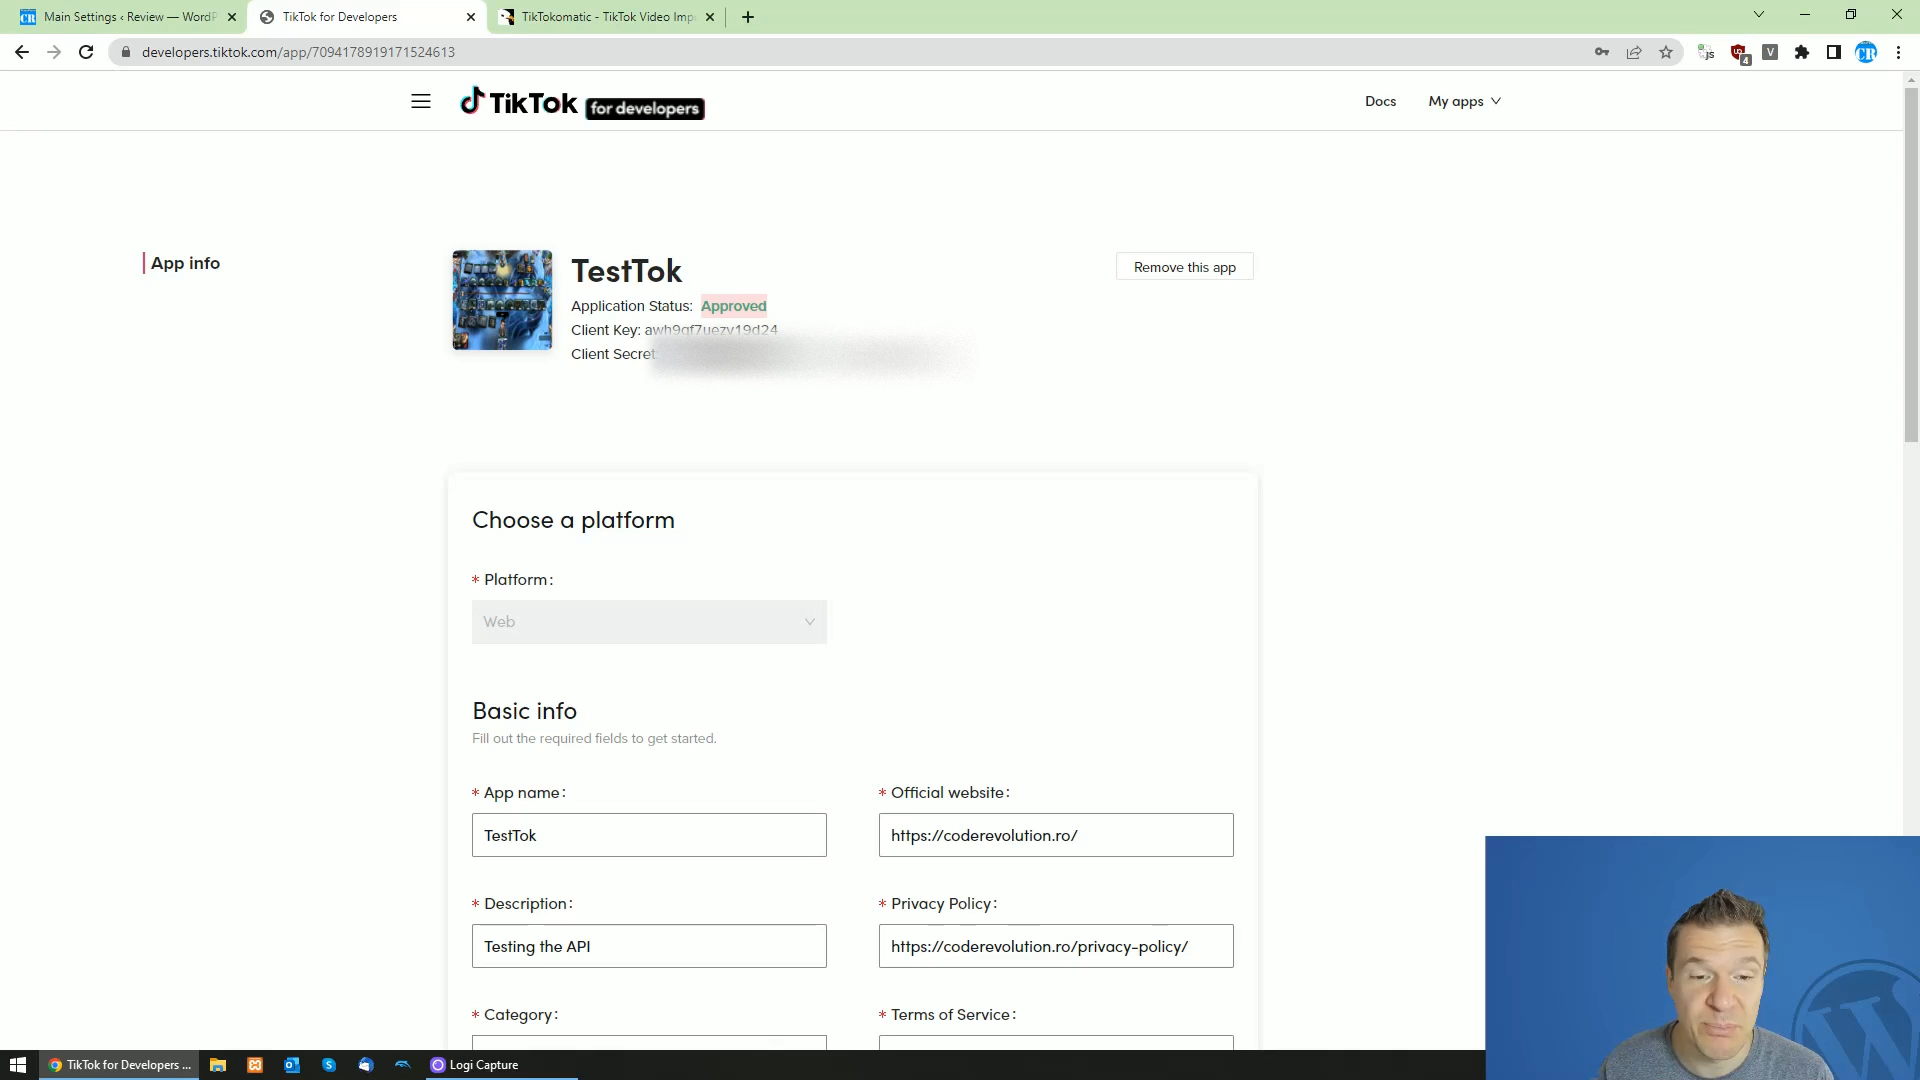 Main Settings ‹ Review — WordP
TikTok for Developers
TikTokomatic - TikTok Video Imp
developers.tiktok.com/app/7094178919171524613
4
V
CR
TikTok for developers
Docs
My apps
App info
TestTok
Remove this app
Application Status: Approved
Client Key: awh9qf7uezv19d24
Client Secret
Choose a platform
* Platform:
Web
Basic info
Fill out the required fields to get started.
* App name:
* Official website:
TestTok
https://coderevolution.ro/
* Description:
* Privacy Policy:
Testing the API
https://coderevolution.ro/privacy-policy/
* Category:
* Terms of Service:
TikTok for Developers ...
Logi Capture